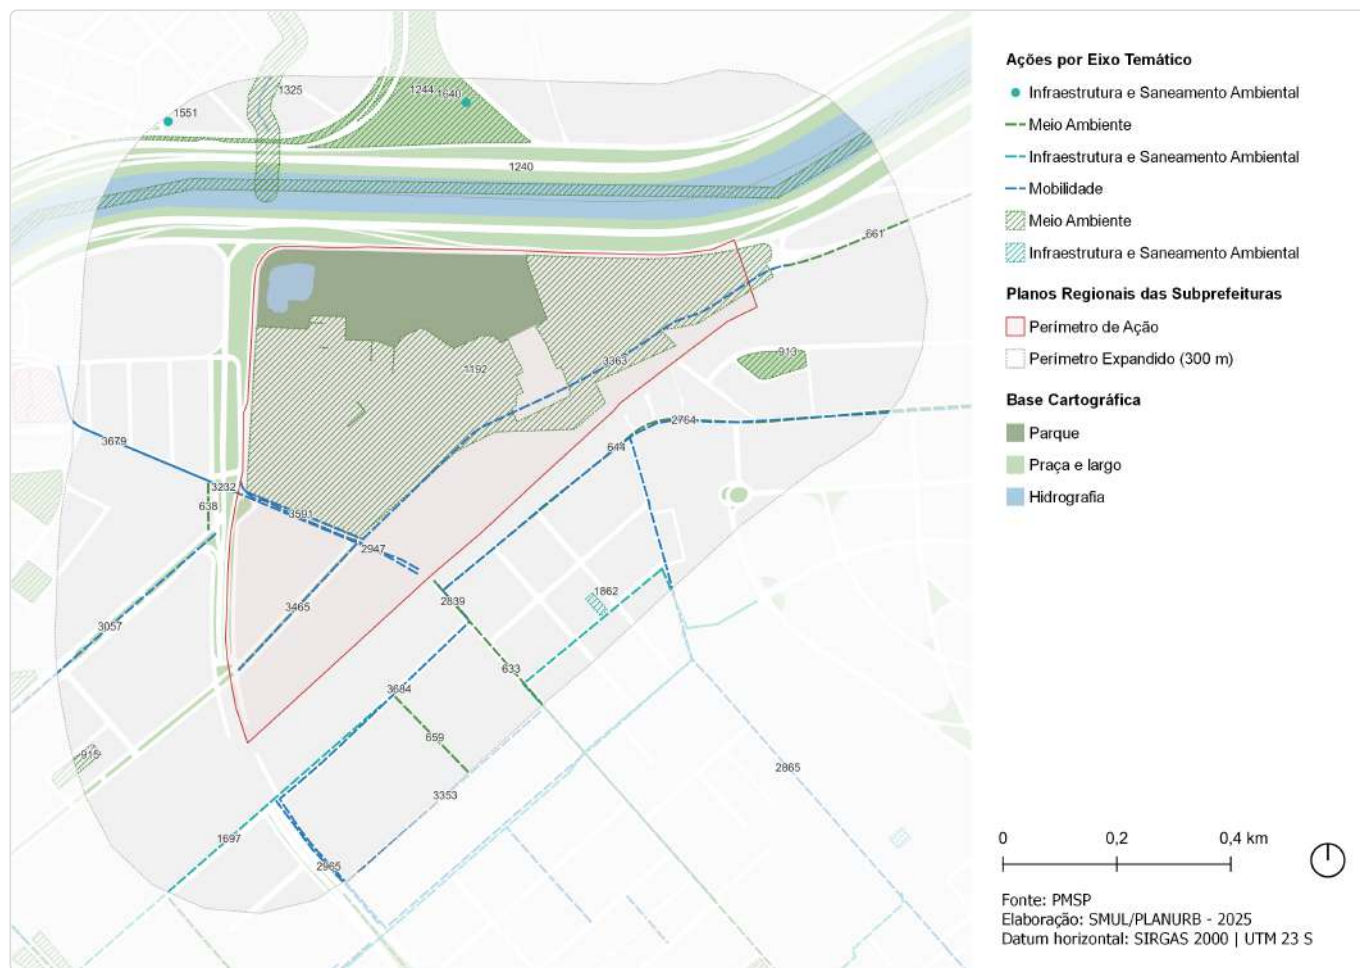 1325
1244
1640
1551
1240
661
913
3363
1192
2764
644
3679
3232
638
3591
2947
1862
2839
3465
3057
633
3684
659
915
2865
3353
1697
2965
Ações por Eixo Temático
Infraestrutura e Saneamento Ambiental
Meio Ambiente
Infraestrutura e Saneamento Ambiental
Mobilidade
Meio Ambiente
Infraestrutura e Saneamento Ambiental
Planos Regionais das Subprefeituras
Perímetro de Ação
Perímetro Expandido (300 m)
Base Cartográfica
Parque
Praça e largo
Hidrografia
0 0,2 0,4 km
Fonte: PMSP
Elaboração: SMUL/PLANURB - 2025
Datum horizontal: SIRGAS 2000 | UTM 23 S